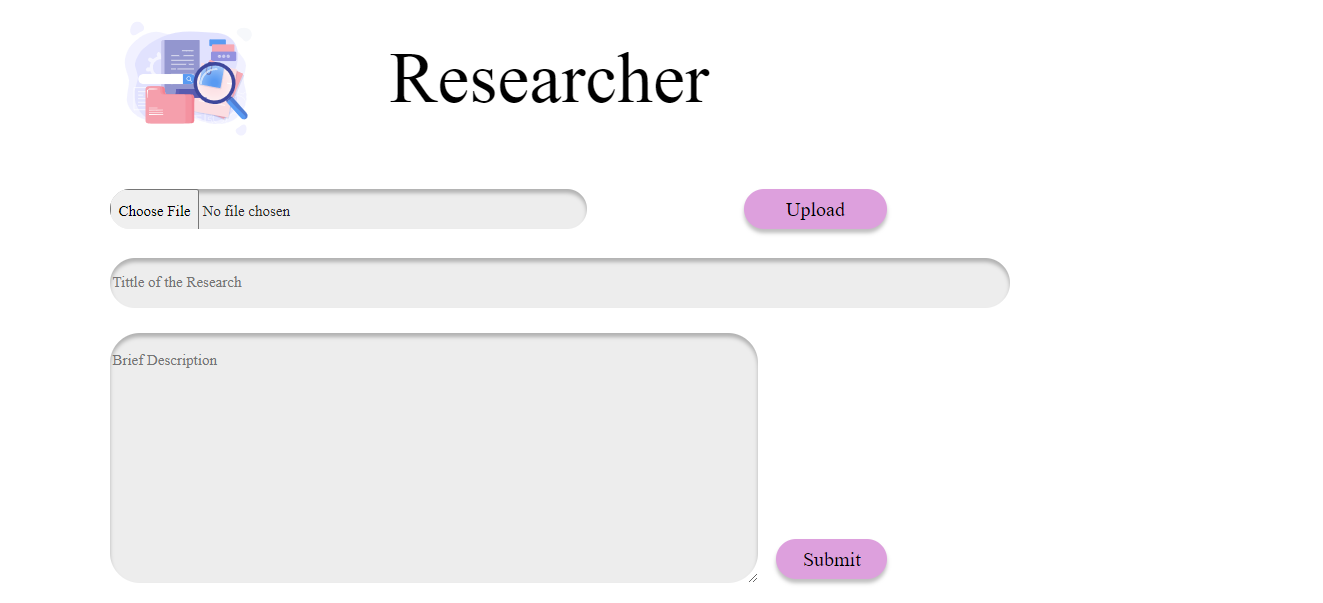 Researcher
Choose File No file chosen
Upload
Tittle of the Research
Brief Description
Submit